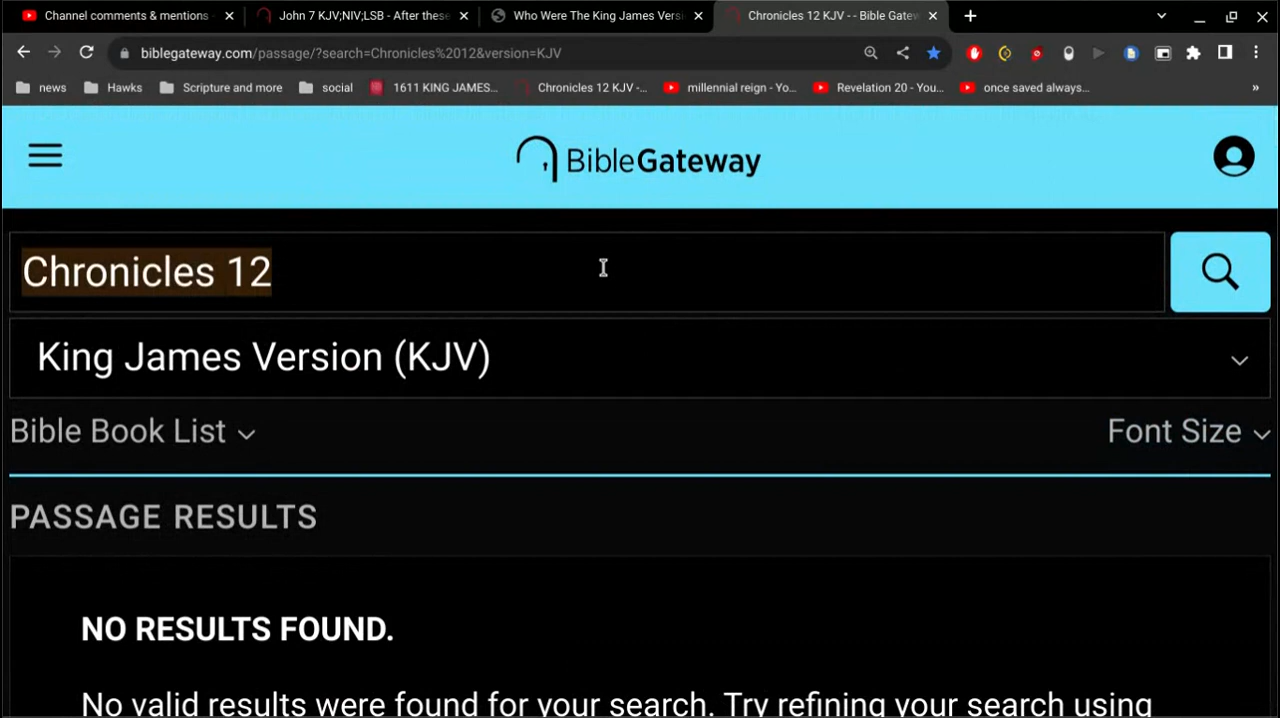 Channel comments & mentions
John 7 KJV;NIV;LSB - After these
Who Were The King James Versi
Chronicles 12 KJV - - Bible Gatew
biblegateway.com/passage/?search=Chronicles%2012&version=KJV
news
Hawks
Scripture and more
social
1611 KING JAMES...
Chronicles 12 KJV -...
millennial reign - Yo...
Revelation 20 - You...
once saved always...
»
BibleGateway
Chronicles 12
King James Version (KJV)
Bible Book List
Font Size
PASSAGE RESULTS
NO RESULTS FOUND.
No valid results were found for your search. Try refining your search using